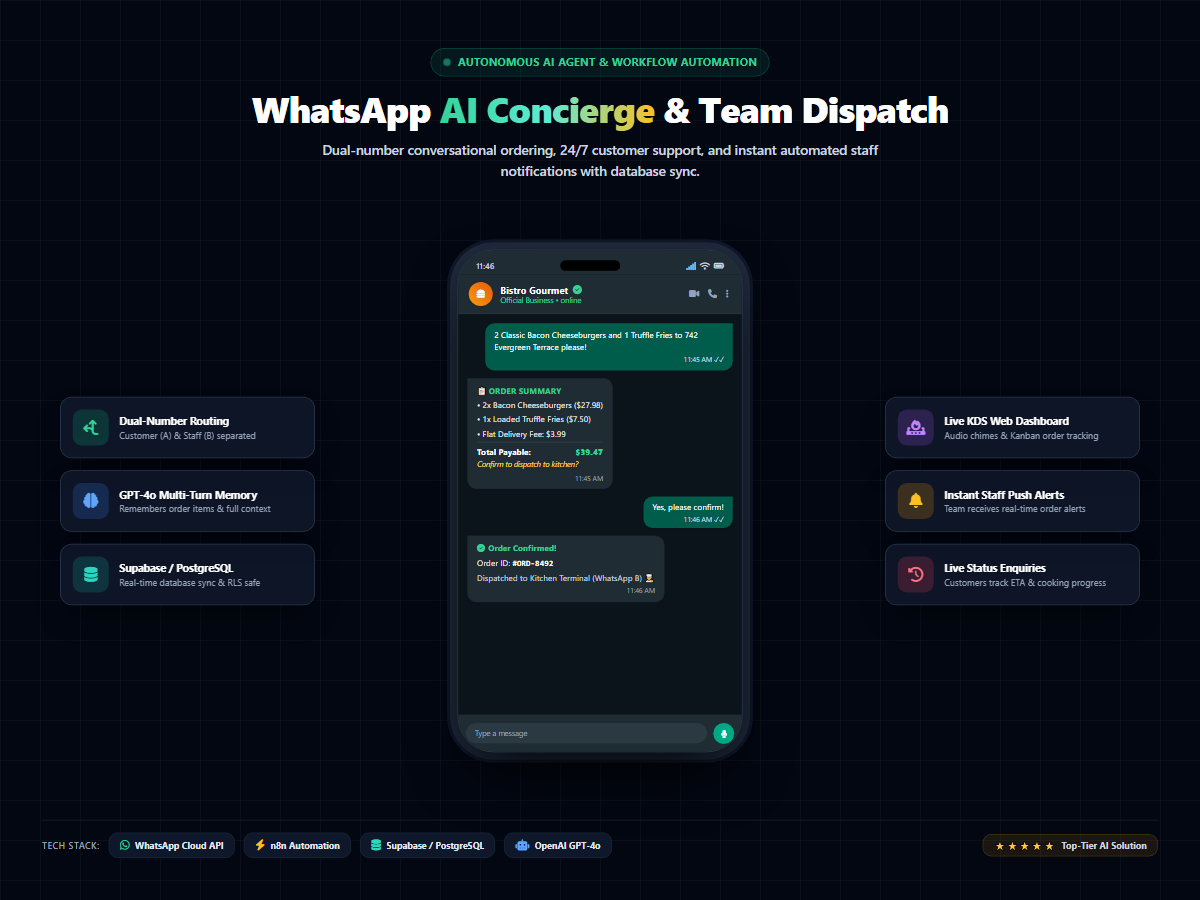 AUTONOMOUS AI AGENT & WORKFLOW AUTOMATION
WhatsApp AI Concierge & Team Dispatch
Dual-number conversational ordering, 24/7 customer support, and instant automated staff
notifications with database sync.
11:46
Bistro Gourmet
Official Business • online
2 Classic Bacon Cheeseburgers and 1 Truffle Fries to 742
Evergreen Terrace please!
11:45 AM ✓✓
📋 ORDER SUMMARY
• 2x Bacon Cheeseburgers ($27.98)
• 1x Loaded Truffle Fries ($7.50)
• Flat Delivery Fee: $3.99
Total Payable: $39.47
Confirm to dispatch to kitchen?
11:45 AM
Yes, please confirm!
11:46 AM ✓✓
Order Confirmed!
Order ID: #ORD-8492
Dispatched to Kitchen Terminal (WhatsApp B) 👨‍🍳
11:46 AM
Type a message
Dual-Number Routing
Customer (A) & Staff (B) separated
GPT-4o Multi-Turn Memory
Remembers order items & full context
Supabase / PostgreSQL
Real-time database sync & RLS safe
Live KDS Web Dashboard
Audio chimes & Kanban order tracking
Instant Staff Push Alerts
Team receives real-time order alerts
Live Status Enquiries
Customers track ETA & cooking progress
TECH STACK: WhatsApp Cloud API n8n Automation Supabase / PostgreSQL OpenAI GPT-4o
★ ★ ★ ★ ★ Top-Tier AI Solution